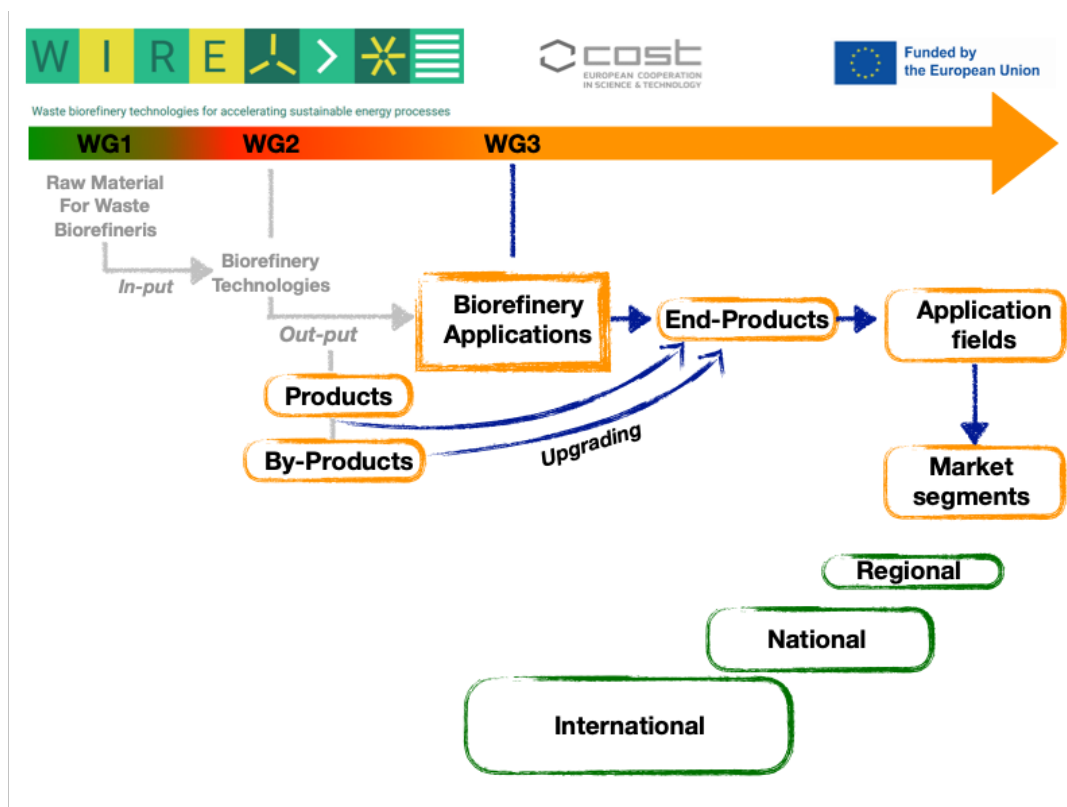 WIRE
cost
EUROPEAN COOPERATION
IN SCIENCE & TECHNOLOGY
Funded by
the European Union
Waste biorefinery technologies for accelerating sustainable energy processes
WG1
WG2
WG3
Raw Material
For Waste
Biorefineris
In-put
Biorefinery
Technologies
Out-put
Biorefinery
Applications
End-Products
Application
fields
Products
By-Products
Upgrading
Market
segments
Regional
National
International